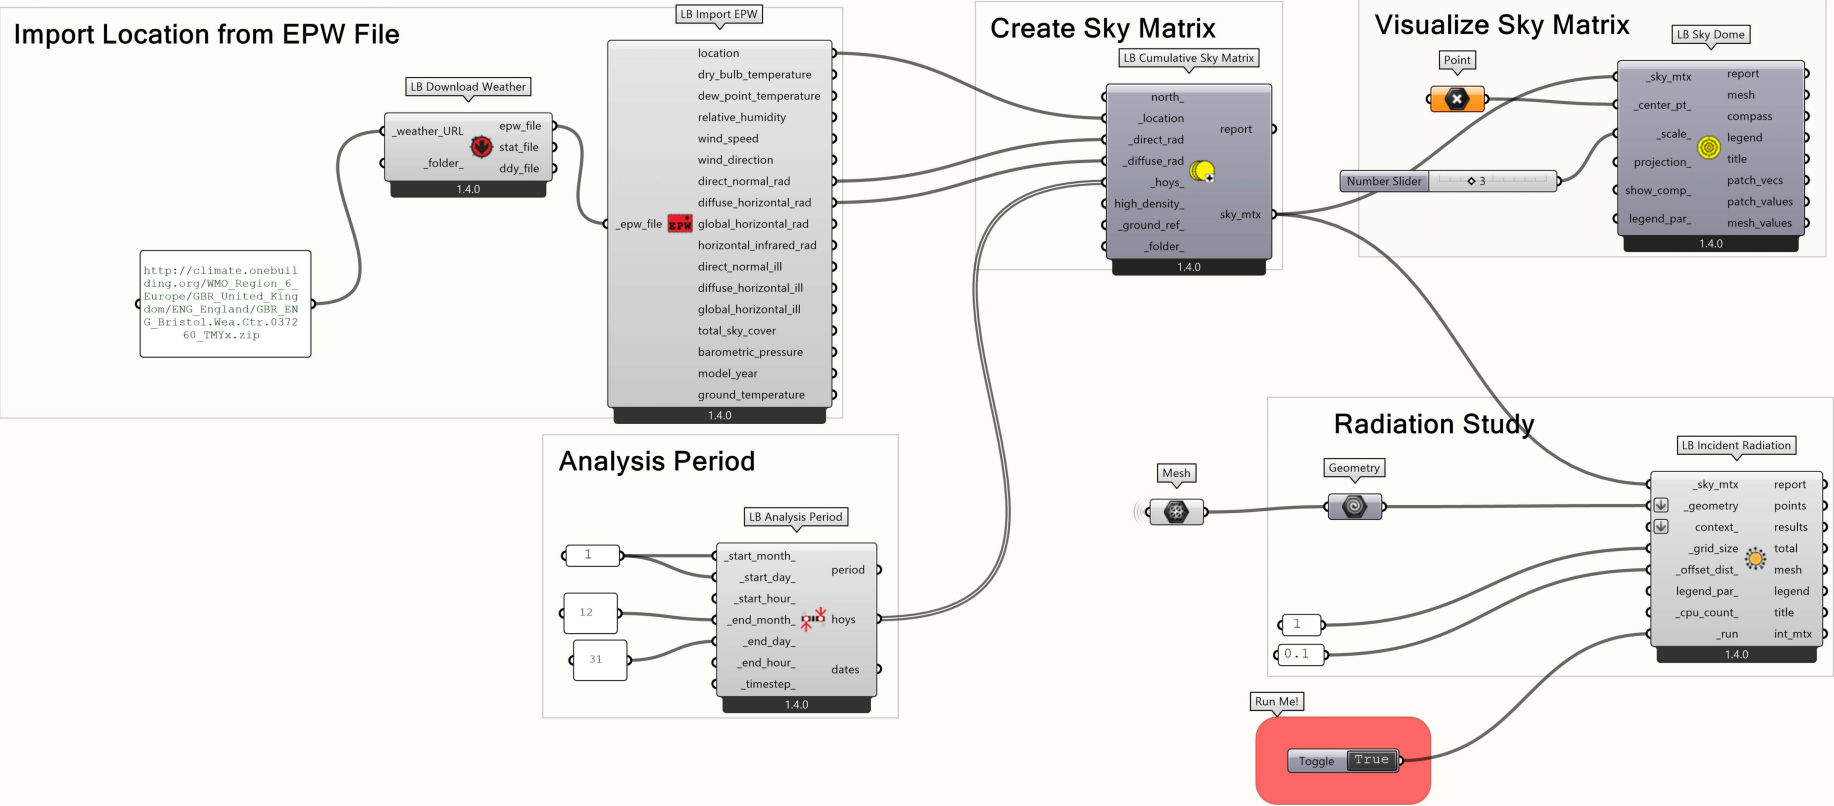 Import Location from EPW File
LB Download Weather
_weather_URL
_folder_
epw_file
stat_file
ddy_file
1.4.0
http://climate.onebuil
ding.org/WMO_Region_6_
Europe/GBR_United_King
dom/ENG_England/GBR_EN
G_Bristol.Wea.Ctr.0372
60_TMYx.zip
LB Import EPW
_epw_file
EPW
location
dry_bulb_temperature
dew_point_temperature
relative_humidity
wind_speed
wind_direction
direct_normal_rad
diffuse_horizontal_rad
global_horizontal_rad
horizontal_infrared_rad
direct_normal_ill
diffuse_horizontal_ill
global_horizontal_ill
total_sky_cover
barometric_pressure
model_year
ground_temperature
1.4.0
Analysis Period
LB Analysis Period
1
12
31
_start_month_
_start_day_
_start_hour_
_end_month_
_end_day_
_end_hour_
_timestep_
period
hoys
dates
1.4.0
Create Sky Matrix
LB Cumulative Sky Matrix
north_
_location
_direct_rad
_diffuse_rad
_hoys_
high_density_
_ground_ref_
_folder_
report
sky_mtx
1.4.0
Visualize Sky Matrix
Point
Number Slider
3
LB Sky Dome
_sky_mtx
_center_pt_
_scale_
projection_
show_comp_
legend_par_
report
mesh
compass
legend
title
patch_vecs
patch_values
mesh_values
1.4.0
Radiation Study
Mesh
Geometry
1
0.1
LB Incident Radiation
_sky_mtx
_geometry
context_
_grid_size
_offset_dist_
legend_par_
_cpu_count_
_run
report
points
results
total
mesh
legend
title
int_mtx
1.4.0
Run Me!
Toggle
True